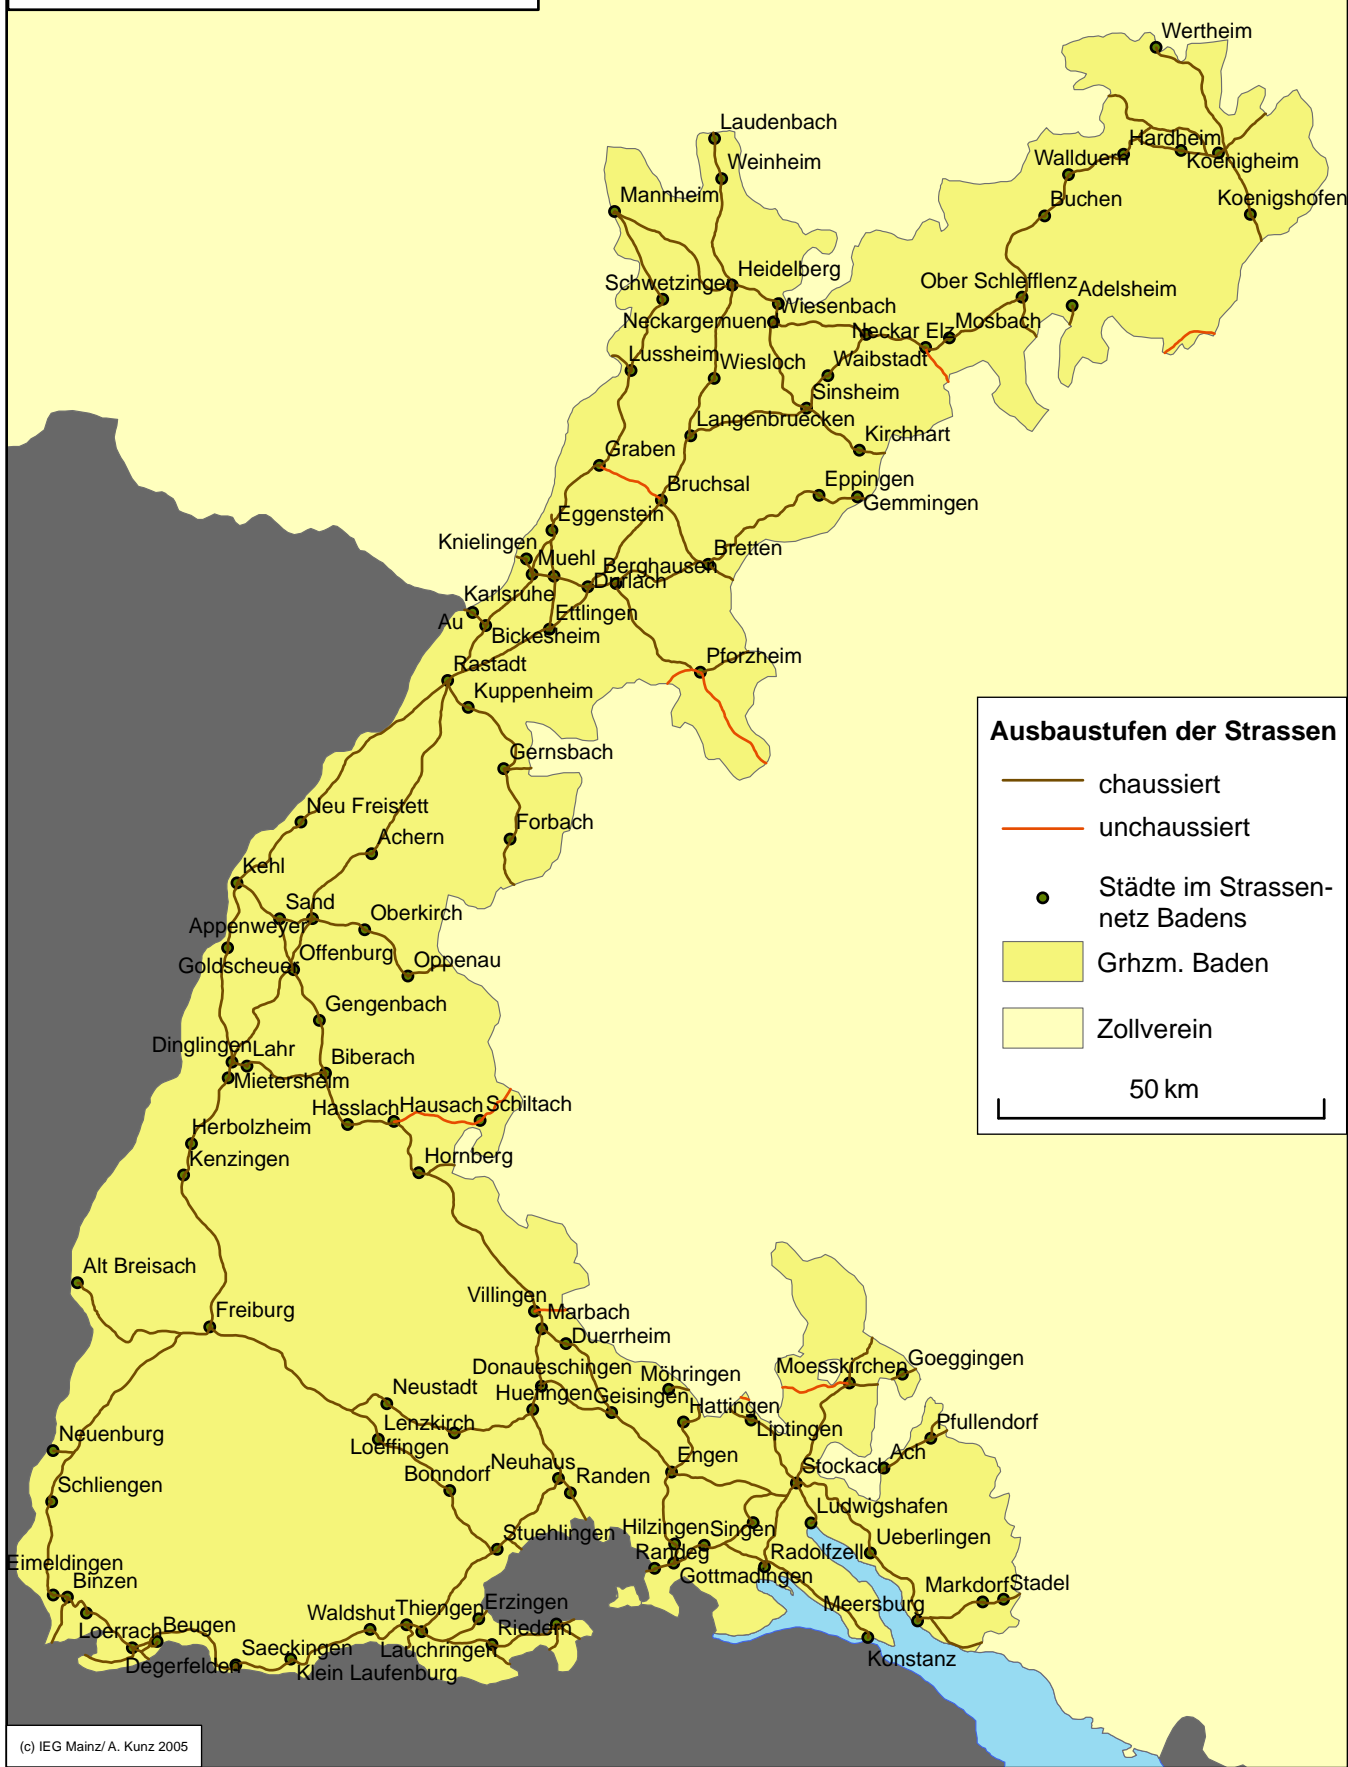 Wertheim
Laudenbach
Hardheim
Weinheim
Wallduern
Koenigheim
Mannheim
Buchen
Koenigshofen
Heidelberg
Schwetzingen
Ober Schlefflenz
Adelsheim
Wiesenbach
Neckargemuend
Neckar Elz
Mosbach
Lussheim
Wiesloch
Waibstadt
Sinsheim
Langenbruecken
Kirchhart
Graben
Bruchsal
Eppingen
Gemmingen
Eggenstein
Knielingen
Muehl
Bretten
Berghausen
Durlach
Karlsruhe
Au
Ettlingen
Bickesheim
Rastadt
Pforzheim
Kuppenheim
Ausbaustufen der Strassen
Gernsbach
chaussiert
Neu Freistett
Forbach
unchaussiert
Achern
Kehl
Städte im Strassen-
netz Badens
Sand
Oberkirch
Appenweyer
Offenburg
Oppenau
Goldscheuer
Grhzm. Baden
Gengenbach
Zollverein
Dinglingen
Lahr
Biberach
Mietersheim
50 km
Hasslach
Hausach
Schiltach
Herbolzheim
Kenzingen
Hornberg
Alt Breisach
Villingen
Freiburg
Marbach
Duerrheim
Donaueschingen
Möhringen
Moesskirchen
Goeggingen
Neustadt
Huefingen
Geisingen
Hattingen
Lenzkirch
Liptingen
Pfullendorf
Neuenburg
Loeffingen
Ach
Engen
Stockach
Neuhaus
Bonndorf
Randen
Schliengen
Ludwigshafen
Stuehlingen
Hilzingen
Singen
Ueberlingen
Eimeldingen
Randeg
Radolfzell
Gottmadingen
Binzen
Markdorf
Stadel
Waldshut
Thiengen
Erzingen
Meersburg
Loerrach
Beugen
Riedern
Saeckingen
Lauchringen
Degerfelden
Klein Laufenburg
Konstanz
(c) IEG Mainz/ A. Kunz 2005